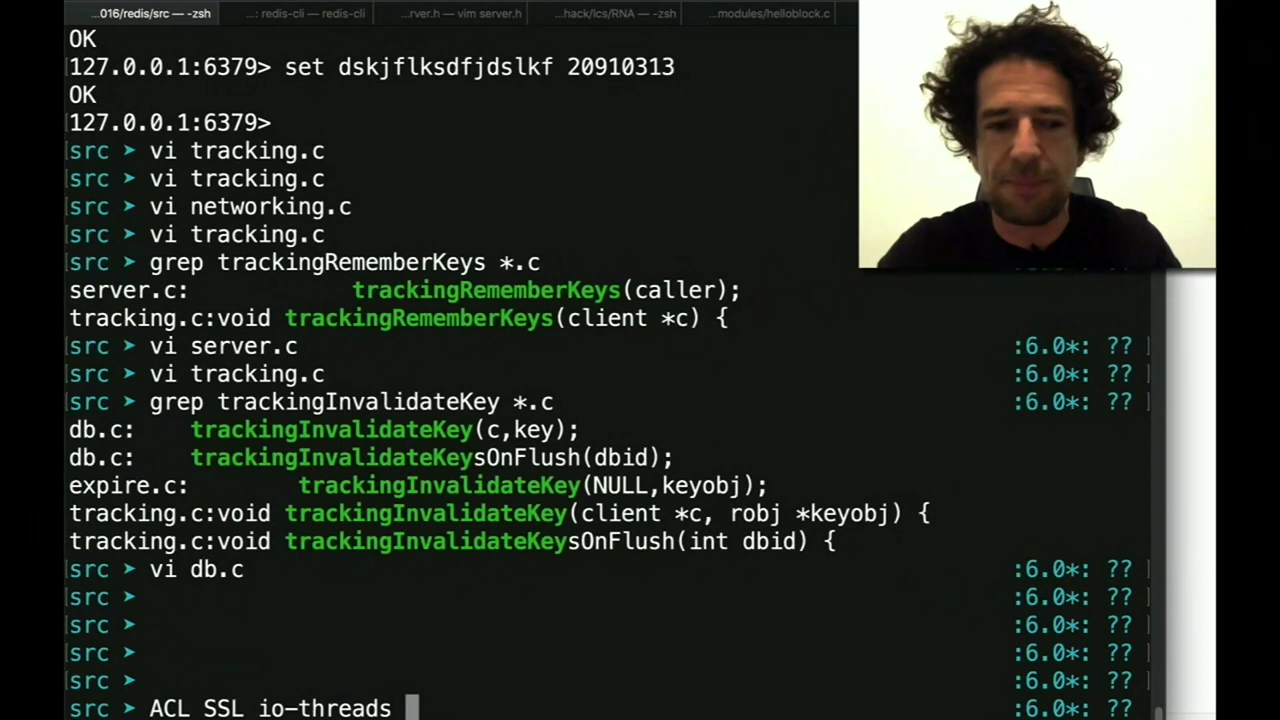 ...016/redis/src — -zsh
...: redis-cli — redis-cli
...rver.h — vim server.h
...hack/lcs/RNA — -zsh
...modules/helloblock.c
OK
127.0.0.1:6379> set dskjflksdfjdslkf 20910313
OK
127.0.0.1:6379>
src ➤ vi tracking.c
src ➤ vi tracking.c
src ➤ vi networking.c
src ➤ vi tracking.c
src ➤ grep trackingRememberKeys *.c
server.c: trackingRememberKeys(caller);
tracking.c:void trackingRememberKeys(client *c) {
src ➤ vi server.c :6.0*: ??
src ➤ vi tracking.c :6.0*: ??
src ➤ grep trackingInvalidateKey *.c :6.0*: ??
db.c: trackingInvalidateKey(c,key);
db.c: trackingInvalidateKeysOnFlush(dbid);
expire.c: trackingInvalidateKey(NULL,keyobj);
tracking.c:void trackingInvalidateKey(client *c, robj *keyobj) {
tracking.c:void trackingInvalidateKeysOnFlush(int dbid) {
src ➤ vi db.c :6.0*: ??
src ➤ :6.0*: ??
src ➤ :6.0*: ??
src ➤ :6.0*: ??
src ➤ :6.0*: ??
src ➤ ACL SSL io-threads :6.0*: ??